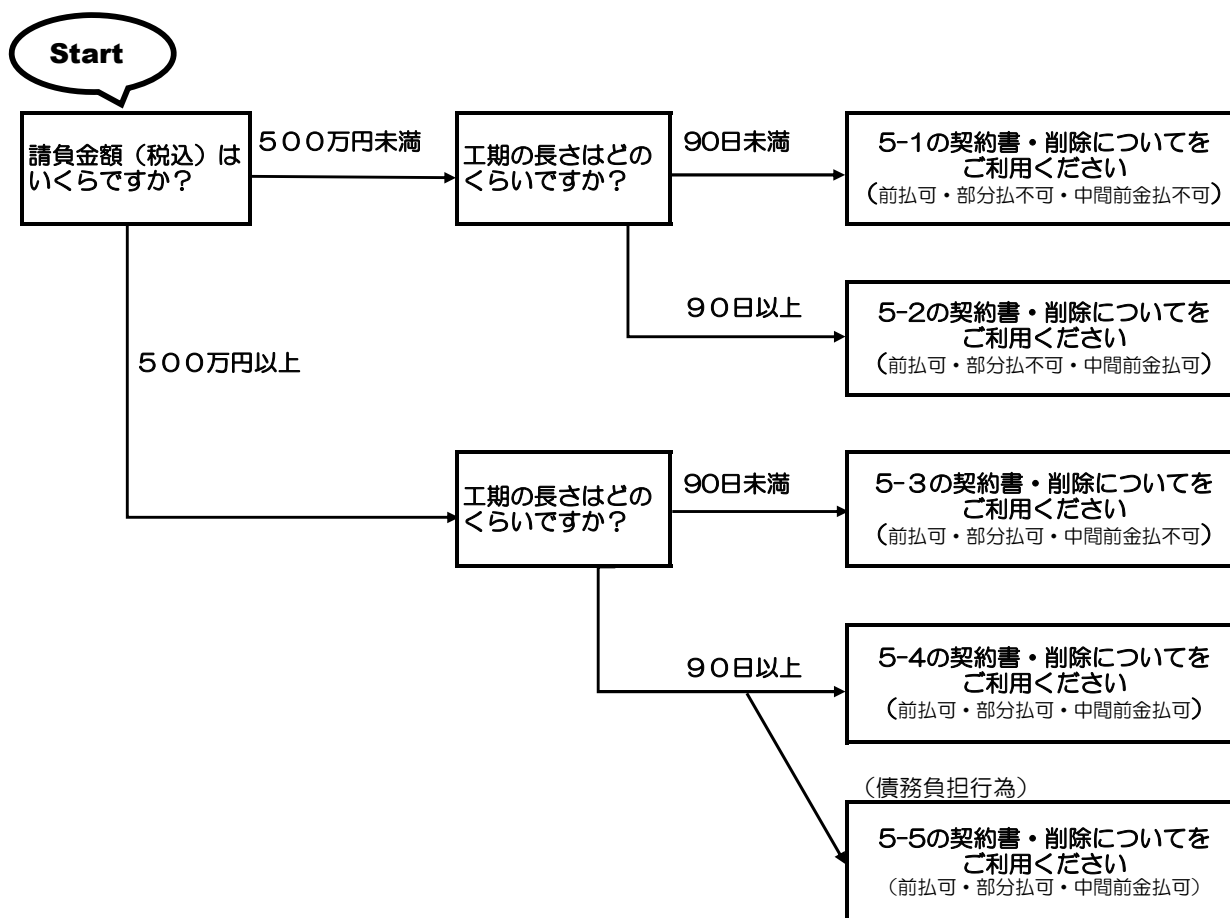 Start
請負金額（税込）は
いくらですか？
５００万円未満
工期の長さはどの
くらいですか？
90日未満
5-1の契約書・削除についてを
ご利用ください
（前払可・部分払不可・中間前金払不可）
９０日以上
5-2の契約書・削除についてを
ご利用ください
（前払可・部分払不可・中間前金払可）
５００万円以上
工期の長さはどの
くらいですか？
90日未満
5-３の契約書・削除についてを
ご利用ください
（前払可・部分払可・中間前金払不可）
９０日以上
5-4の契約書・削除についてを
ご利用ください
（前払可・部分払可・中間前金払可）
（債務負担行為）
5-5の契約書・削除についてを
ご利用ください
（前払可・部分払可・中間前金払可）